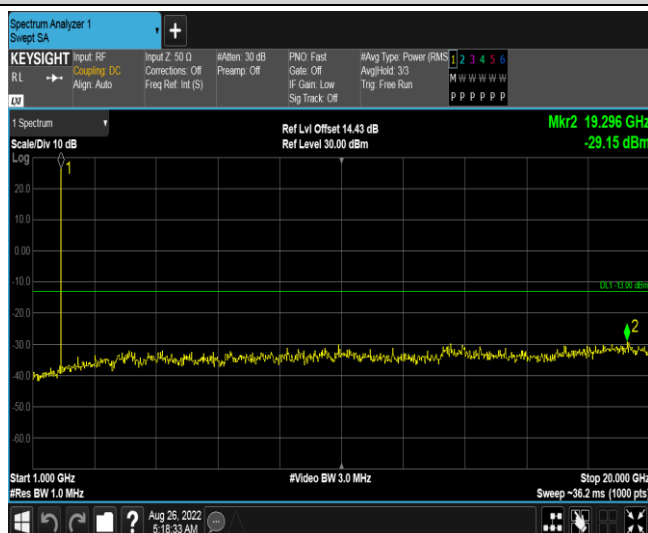 Spectrum Analyzer 1
Swept SA
+
KEYSIGHT
RL
LXI
Input: RF
Coupling: DC
Align: Auto
Input Z: 50 Ω
Corrections: Off
Freq Ref: Int (S)
#Atten: 30 dB
Preamp: Off
PNO: Fast
Gate: Off
IF Gain: Low
Sig Track: Off
#Avg Type: Power (RMS
Avg|Hold: 3/3
Trig: Free Run
1 2 3 4 5 6
M W W W W W
P P P P P P
1 Spectrum
Scale/Div 10 dB
Ref Lvl Offset 14.43 dB
Ref Level 30.00 dBm
Mkr2 19.296 GHz
-29.15 dBm
Log
1
20.0
10.0
0.00
-10.0
DL1 -13.00 dBm
2
-30.0
-40.0
-50.0
-60.0
Start 1.000 GHz
#Video BW 3.0 MHz
Stop 20.000 GHz
#Res BW 1.0 MHz
Sweep ~36.2 ms (1000 pts)
?
Aug 26, 2022
5:18:33 AM